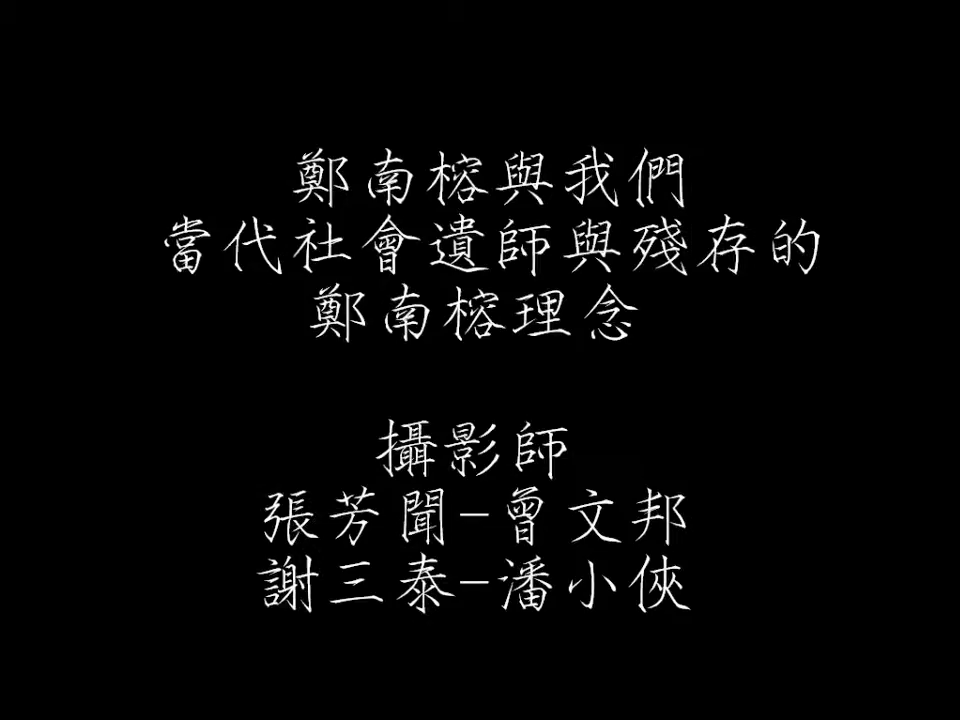 鄭南榕與我們
當代社會遺師與殘存的
鄭南榕理念
攝影師
張芳聞-曾文邦
謝三泰-潘小俠